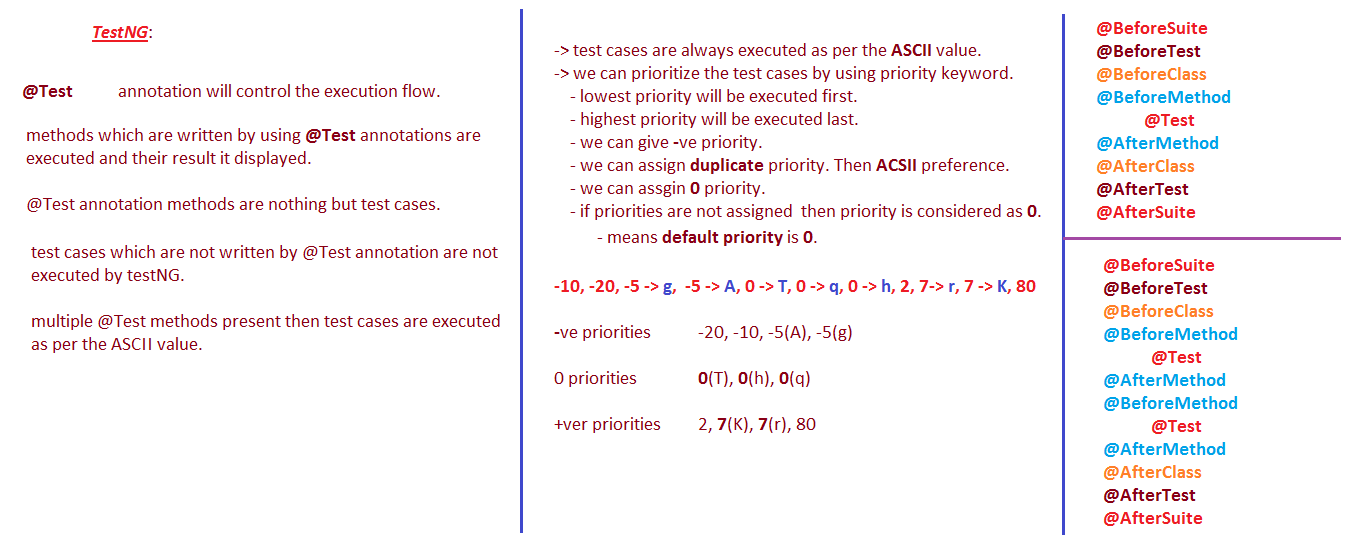 TestNG:
@Test annotation will control the execution flow.
methods which are written by using @Test annotations are
executed and their result it displayed.
@Test annotation methods are nothing but test cases.
test cases which are not written by @Test annotation are not
executed by testNG.
multiple @Test methods present then test cases are executed
as per the ASCII value.
-> test cases are always executed as per the ASCII value.
-> we can prioritize the test cases by using priority keyword.
- lowest priority will be executed first.
- highest priority will be executed last.
- we can give -ve priority.
- we can assign duplicate priority. Then ACSII preference.
- we can assgin 0 priority.
- if priorities are not assigned then priority is considered as 0.
- means default priority is 0.
-10, -20, -5 -> g, -5 -> A, 0 -> T, 0 -> q, 0 -> h, 2, 7-> r, 7 -> K, 80
-ve priorities -20, -10, -5(A), -5(g)
0 priorities 0(T), 0(h), 0(q)
+ver priorities 2, 7(K), 7(r), 80
@BeforeSuite
@BeforeTest
@BeforeClass
@BeforeMethod
@Test
@AfterMethod
@AfterClass
@AfterTest
@AfterSuite
@BeforeSuite
@BeforeTest
@BeforeClass
@BeforeMethod
@Test
@AfterMethod
@BeforeMethod
@Test
@AfterMethod
@AfterClass
@AfterTest
@AfterSuite